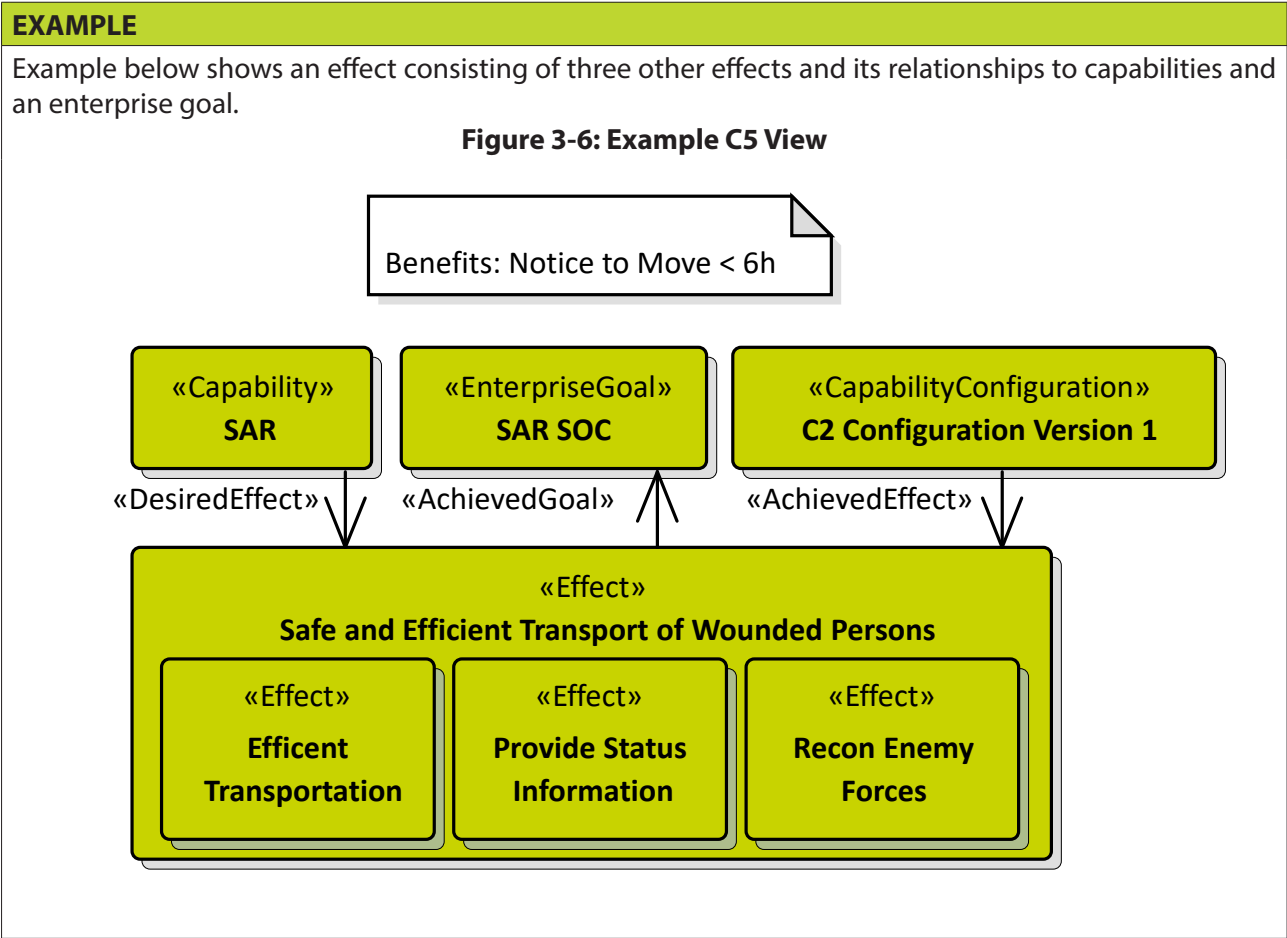 EXAMPLE
Example below shows an effect consisting of three other effects and its relationships to capabilities and
an enterprise goal.
Figure 3-6: Example C5 View
Benefits: Notice to Move < 6h
«Capability»
SAR
«EnterpriseGoal»
SAR SOC
«CapabilityConfiguration»
C2 Configuration Version 1
«DesiredEffect»
«AchievedGoal»
«AchievedEffect»
«Effect»
Safe and Efficient Transport of Wounded Persons
«Effect»
Efficent
Transportation
«Effect»
Provide Status
Information
«Effect»
Recon Enemy
Forces